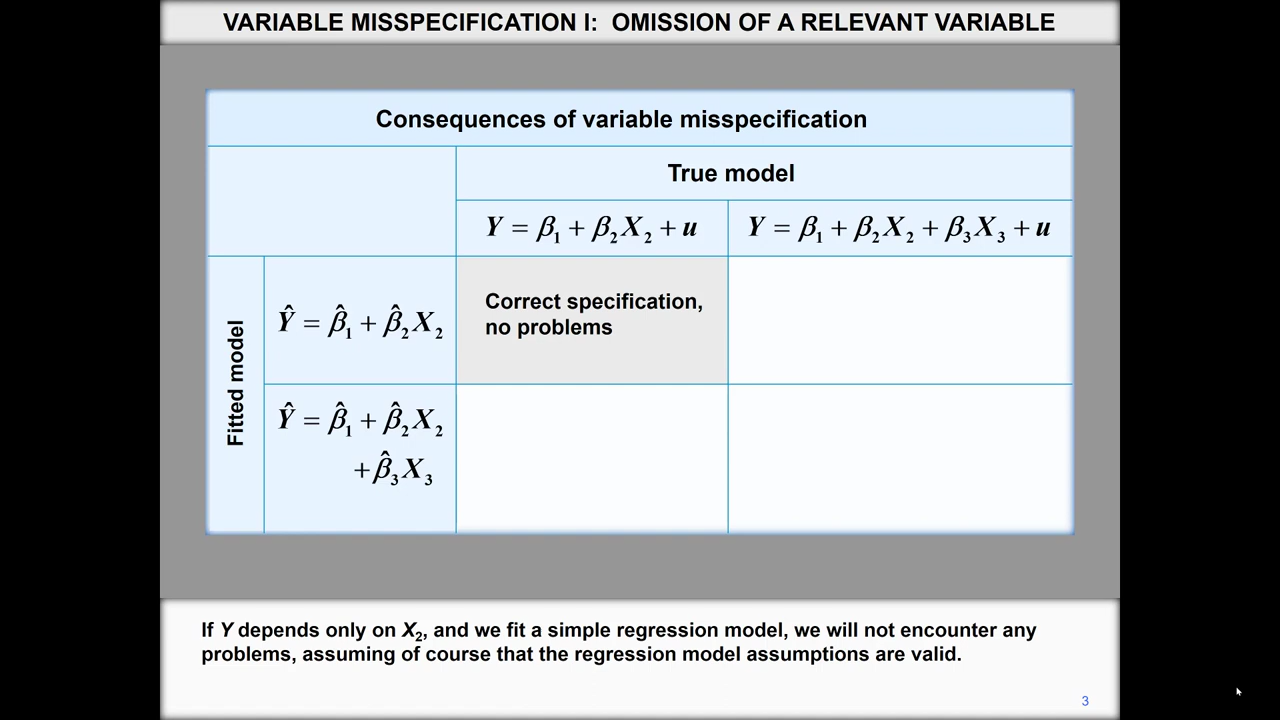 VARIABLE MISSPECIFICATION I: OMISSION OF A RELEVANT VARIABLE
Consequences of variable misspecification
True model
Y = β₁ + β₂X₂ + u
Y = β₁ + β₂X₂ + β₃X₃ + u
Fitted model
Ŷ = β̂₁ + β̂₂X₂
Correct specification,
no problems
Ŷ = β̂₁ + β̂₂X₂
+ β̂₃X₃
If Y depends only on X₂, and we fit a simple regression model, we will not encounter any
problems, assuming of course that the regression model assumptions are valid.
3